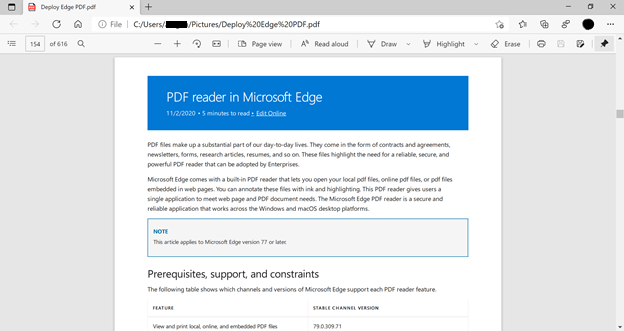 Deploy Edge PDF.pdf
File C:/Users/ /Pictures/Deploy%20Edge%20PDF.pdf
154 of 616 Page view Read aloud Draw Highlight Erase
PDF reader in Microsoft Edge
11/2/2020 • 5 minutes to read • Edit Online
PDF files make up a substantial part of our day-to-day lives. They come in the form of contracts and agreements,
newsletters, forms, research articles, resumes, and so on. These files highlight the need for a reliable, secure, and
powerful PDF reader that can be adopted by Enterprises.
Microsoft Edge comes with a built-in PDF reader that lets you open your local pdf files, online pdf files, or pdf files
embedded in web pages. You can annotate these files with ink and highlighting. This PDF reader gives users a
single application to meet web page and PDF document needs. The Microsoft Edge PDF reader is a secure and
reliable application that works across the Windows and macOS desktop platforms.
NOTE
This article applies to Microsoft Edge version 77 or later.
Prerequisites, support, and constraints
The following table shows which channels and versions of Microsoft Edge support each PDF reader feature.
FEATURE STABLE CHANNEL VERSION
View and print local, online, and embedded PDF files 79.0.309.71